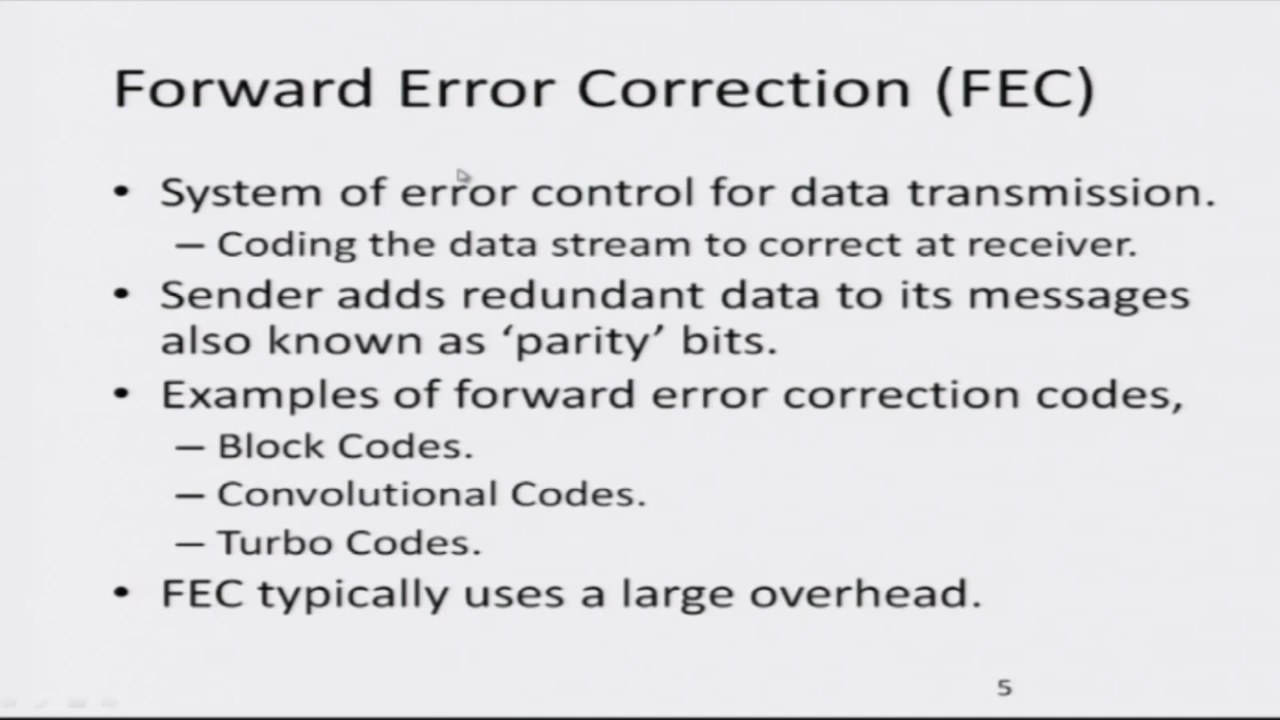 Forward Error Correction (FEC)
• System of error control for data transmission.
– Coding the data stream to correct at receiver.
• Sender adds redundant data to its messages
also known as ‘parity’ bits.
• Examples of forward error correction codes,
– Block Codes.
– Convolutional Codes.
– Turbo Codes.
• FEC typically uses a large overhead.
5